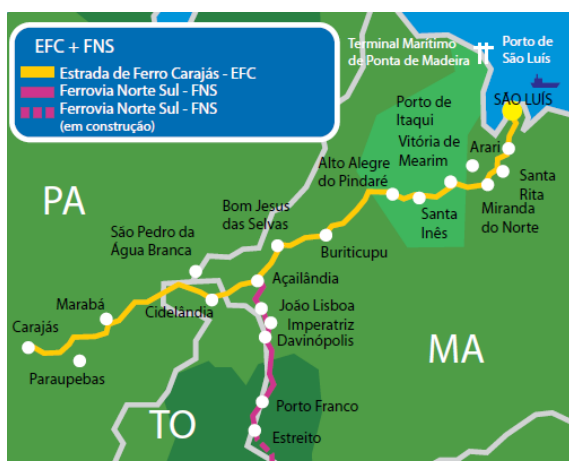 EFC + FNS
Estrada de Ferro Carajás - EFC
Ferrovia Norte Sul - FNS
Ferrovia Norte Sul - FNS
(em construção)
Terminal Marítimo
de Ponta de Madeira
Porto de
São Luís
SÃO LUÍS
Porto de
Itaqui
Vitória de
Mearim
Arari
Alto Alegre
do Pindaré
Santa
Rita
Santa
Inês
Miranda
do Norte
PA
Bom Jesus
das Selvas
São Pedro da
Água Branca
Buriticupu
Açailândia
Marabá
Cidelândia
João Lisboa
Imperatriz
Davinópolis
Carajás
MA
Paraupebas
TO
Porto Franco
Estreito